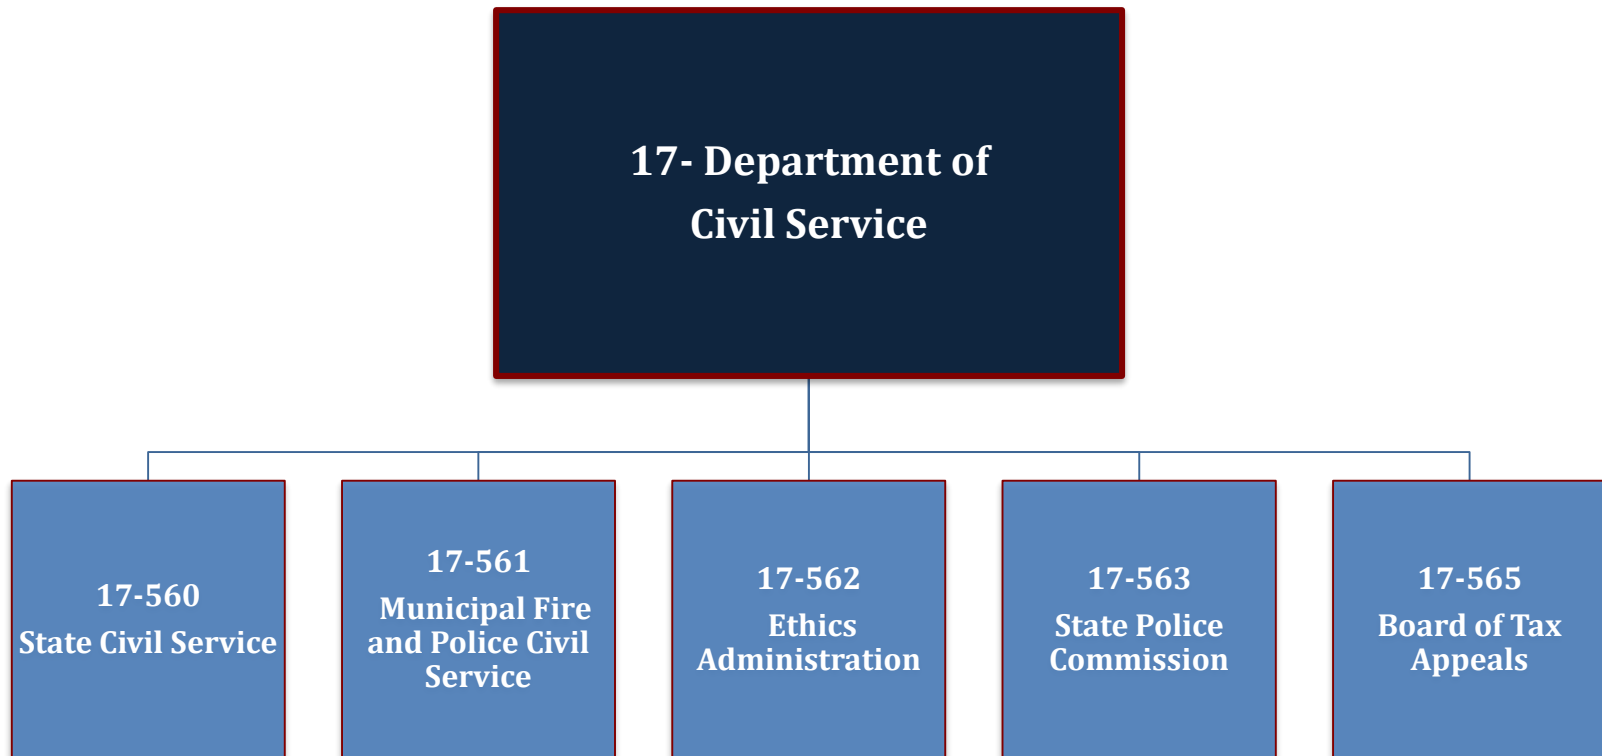 17- Department of
Civil Service
17-560
State Civil Service
17-561
Municipal Fire
and Police Civil
Service
17-562
Ethics
Administration
17-563
State Police
Commission
17-565
Board of Tax
Appeals